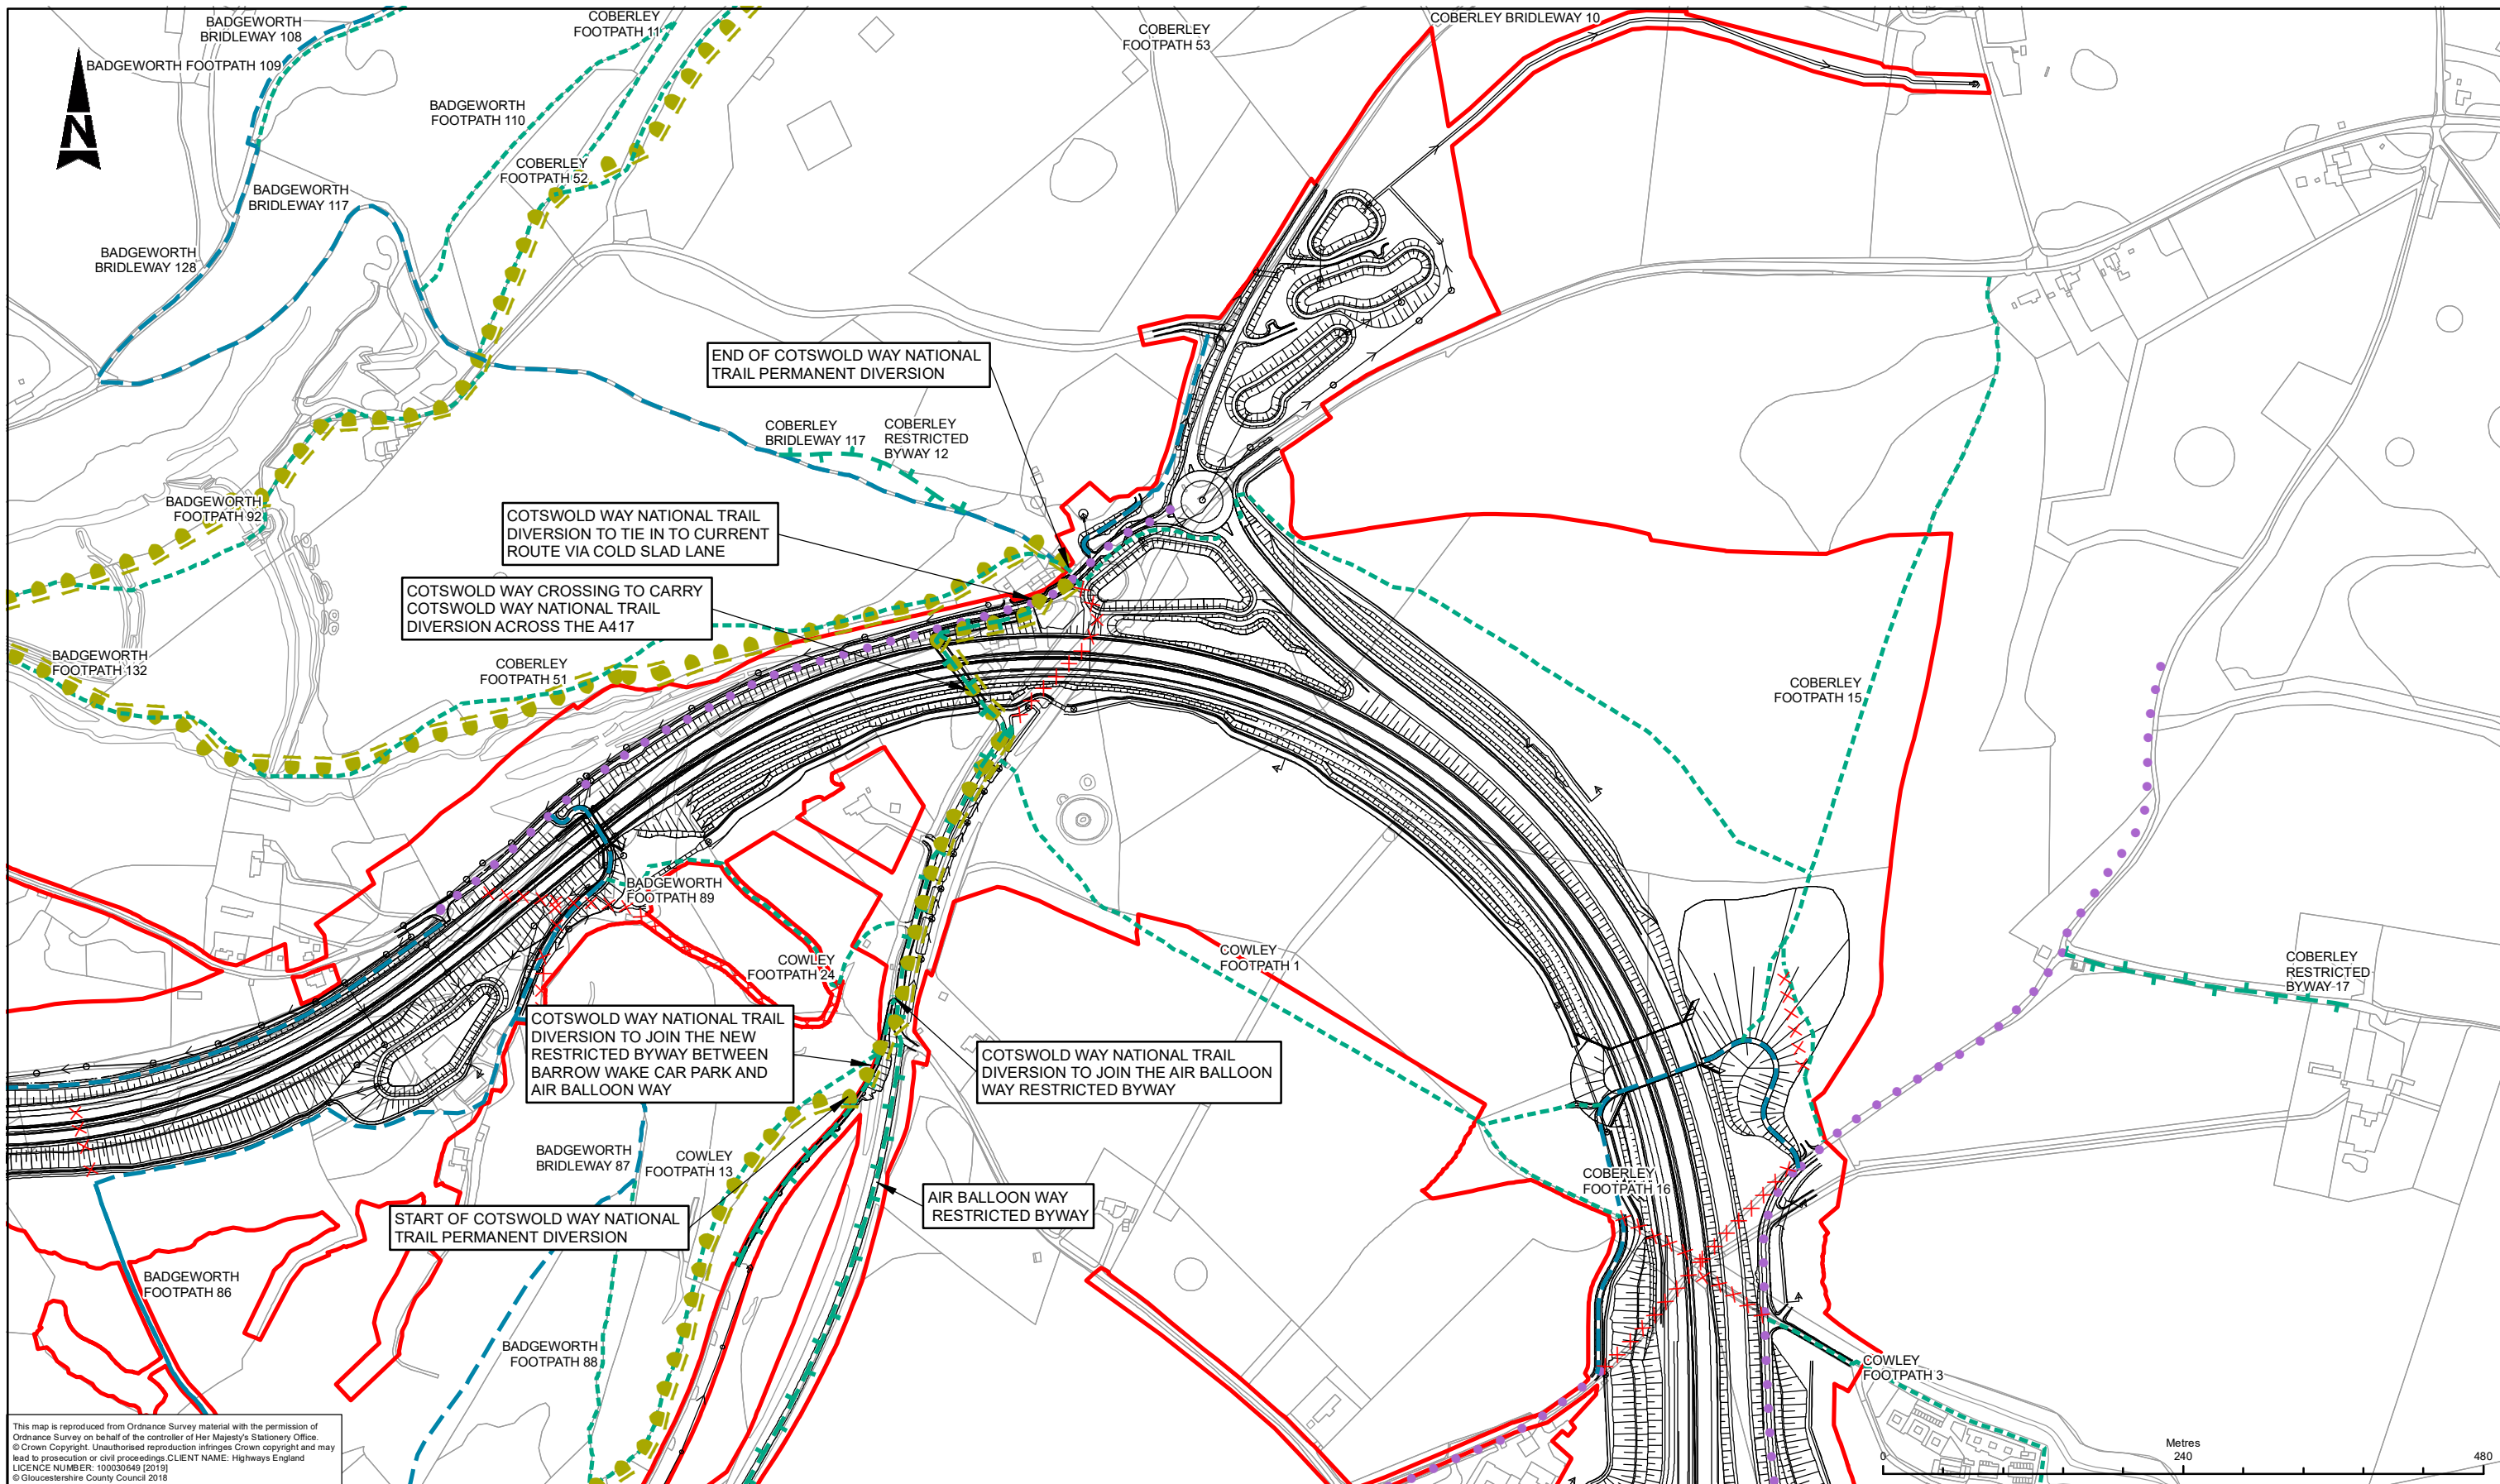 BADGEWORTH
BRIDLEWAY 108
COBERLEY
FOOTPATH 11
COBERLEY
FOOTPATH 53
COBERLEY BRIDLEWAY 10
BADGEWORTH FOOTPATH 109
N
BADGEWORTH
FOOTPATH 110
COBERLEY
FOOTPATH 52
BADGEWORTH
BRIDLEWAY 117
BADGEWORTH
BRIDLEWAY 128
END OF COTSWOLD WAY NATIONAL
TRAIL PERMANENT DIVERSION
COBERLEY
BRIDLEWAY 117
COBERLEY
RESTRICTED
BYWAY 12
BADGEWORTH
FOOTPATH 92
COTSWOLD WAY NATIONAL TRAIL
DIVERSION TO TIE IN TO CURRENT
ROUTE VIA COLD SLAD LANE
COTSWOLD WAY CROSSING TO CARRY
COTSWOLD WAY NATIONAL TRAIL
DIVERSION ACROSS THE A417
BADGEWORTH
FOOTPATH 132
COBERLEY
FOOTPATH 51
COBERLEY
FOOTPATH 15
A
A
BADGEWORTH
FOOTPATH 89
COWLEY
FOOTPATH 24
COWLEY
FOOTPATH 1
COBERLEY
RESTRICTED
BYWAY 17
COTSWOLD WAY NATIONAL TRAIL
DIVERSION TO JOIN THE NEW
RESTRICTED BYWAY BETWEEN
BARROW WAKE CAR PARK AND
AIR BALLOON WAY
COTSWOLD WAY NATIONAL TRAIL
DIVERSION TO JOIN THE AIR BALLOON
WAY RESTRICTED BYWAY
BADGEWORTH
BRIDLEWAY 87
COWLEY
FOOTPATH 13
COBERLEY
FOOTPATH 16
AIR BALLOON WAY
RESTRICTED BYWAY
START OF COTSWOLD WAY NATIONAL
TRAIL PERMANENT DIVERSION
BADGEWORTH
FOOTPATH 86
BADGEWORTH
FOOTPATH 88
COWLEY
FOOTPATH 3
This map is reproduced from Ordnance Survey material with the permission of
Ordnance Survey on behalf of the controller of Her Majesty's Stationery Office.
© Crown Copyright. Unauthorised reproduction infringes Crown copyright and may
lead to prosecution or civil proceedings.CLIENT NAME: Highways England
LICENCE NUMBER: 100030649 [2019]
© Gloucestershire County Council 2018
Metres
0 240 480